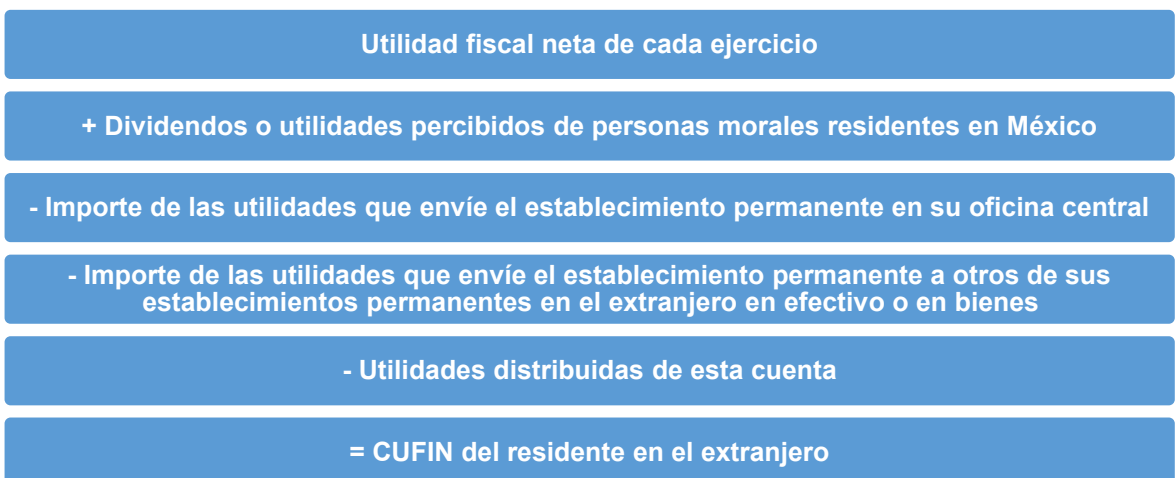 Utilidad fiscal neta de cada ejercicio
+ Dividendos o utilidades percibidos de personas morales residentes en México
- Importe de las utilidades que envíe el establecimiento permanente en su oficina central
- Importe de las utilidades que envíe el establecimiento permanente a otros de sus
establecimientos permanentes en el extranjero en efectivo o en bienes
- Utilidades distribuidas de esta cuenta
= CUFIN del residente en el extranjero